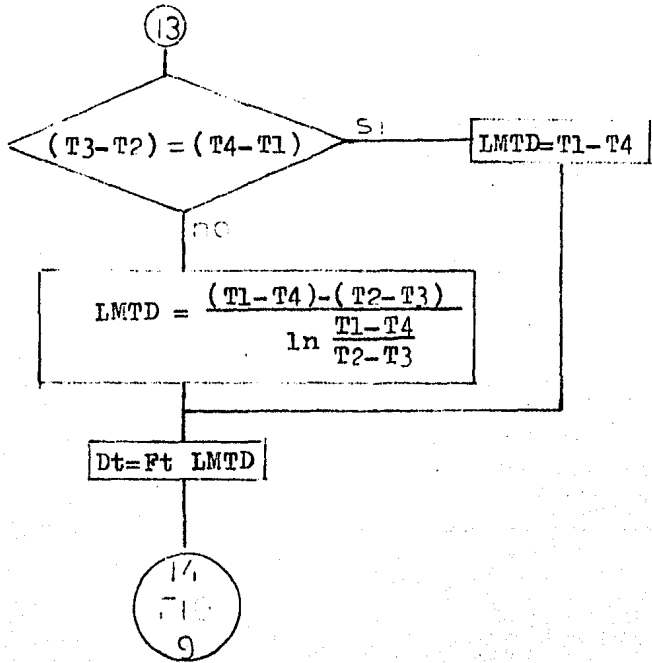 13
(T3-T2) = (T4-T1)
si
LMTD=T1-T4
no
LMTD = (T1-T4)-(T2-T3)
ln T1-T4
T2-T3
Dt=Ft LMTD
14
FIG
9